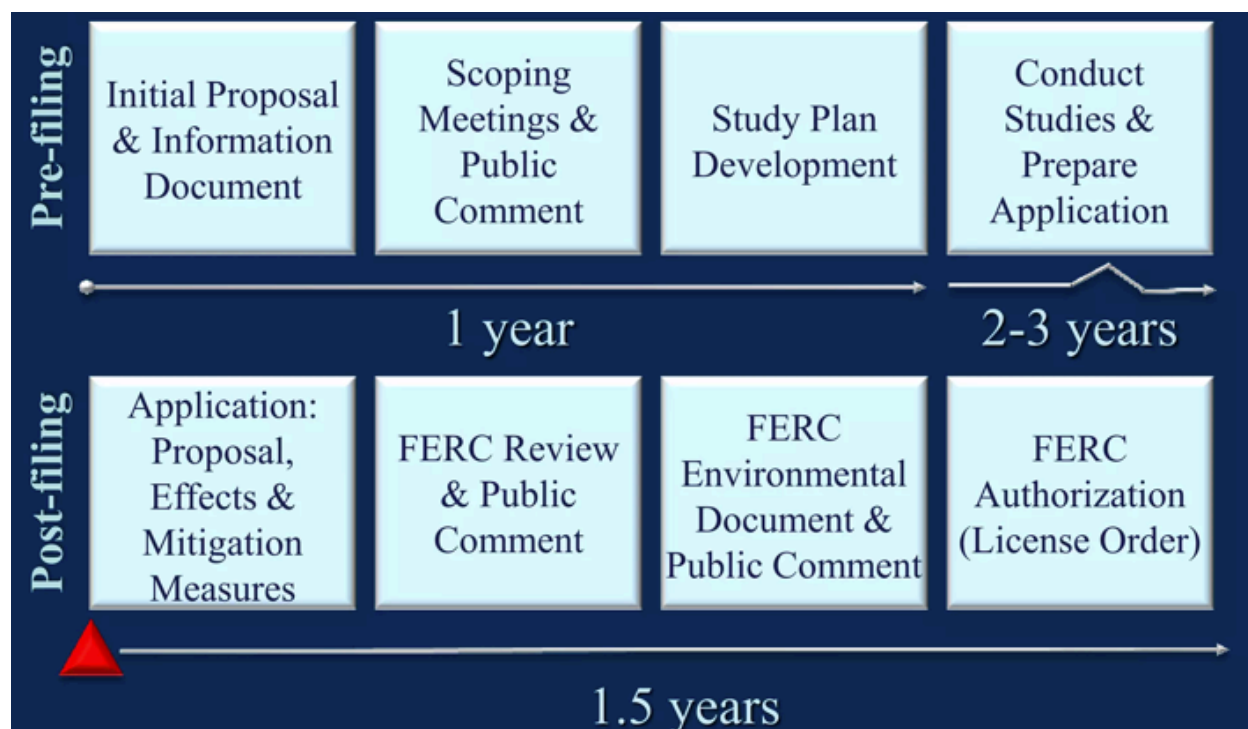 Pre-filing
Initial Proposal
& Information
Document
Scoping
Meetings &
Public
Comment
Study Plan
Development
Conduct
Studies &
Prepare
Application
1 year
2-3 years
Post-filing
Application:
Proposal,
Effects &
Mitigation
Measures
FERC Review
& Public
Comment
FERC
Environmental
Document &
Public Comment
FERC
Authorization
(License Order)
1.5 years